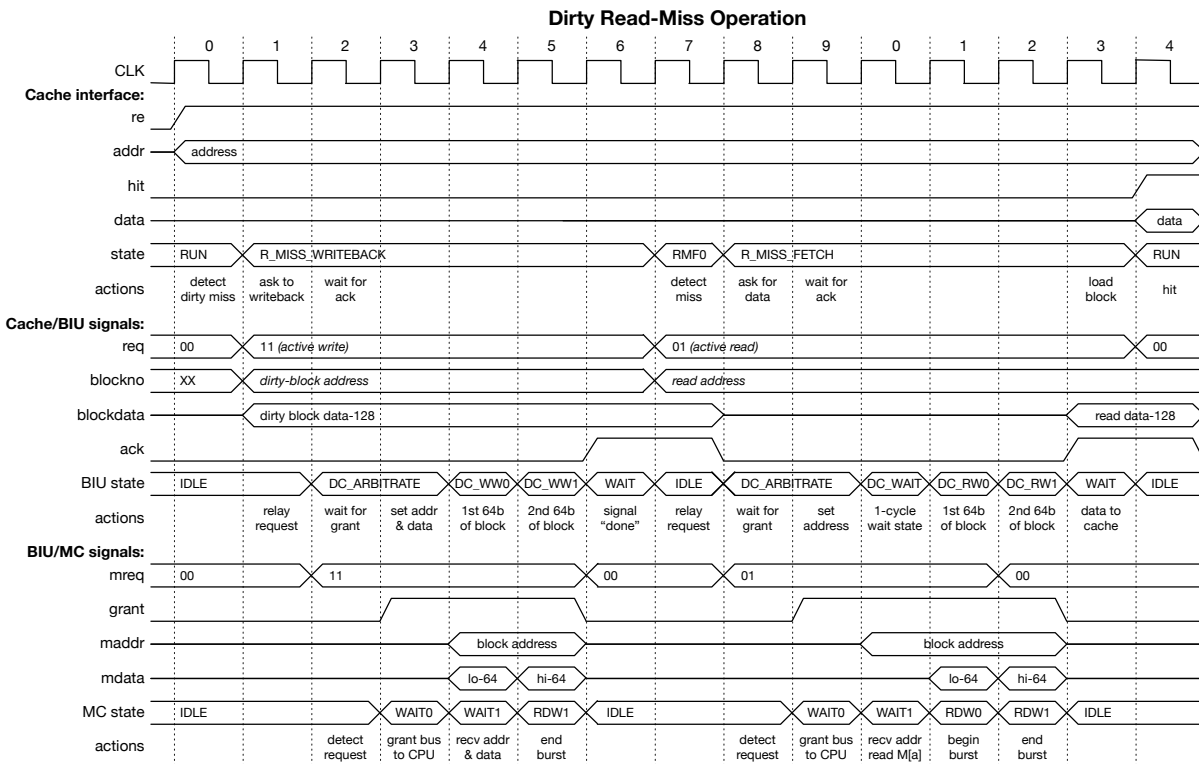 Dirty Read-Miss Operation
0 1 2 3 4 5 6 7 8 9 0 1 2 3 4
CLK
Cache interface:
re
addr address
hit
data data
state RUN R_MISS_WRITEBACK RMF0 R_MISS_FETCH RUN
actions detect ask to wait for detect ask for wait for load hit
dirty miss writeback ack miss data ack block
Cache/BIU signals:
req 00 11 (active write) 01 (active read) 00
blockno XX dirty-block address read address
blockdata dirty block data-128 read data-128
ack
BIU state IDLE DC_ARBITRATE DC_WW0 DC_WW1 WAIT IDLE DC_ARBITRATE DC_WAIT DC_RW0 DC_RW1 WAIT IDLE
actions relay wait for set addr 1st 64b 2nd 64b signal relay wait for set 1-cycle 1st 64b 2nd 64b data to
request grant & data of block of block “done” request grant address wait state of block of block cache
BIU/MC signals:
mreq 00 11 00 01 00
grant
maddr block address block address
mdata lo-64 hi-64 lo-64 hi-64
MC state IDLE WAIT0 WAIT1 RDW1 IDLE WAIT0 WAIT1 RDW0 RDW1 IDLE
actions detect grant bus recv addr end detect grant bus recv addr begin end
request to CPU & data burst request to CPU read M[a] burst burst